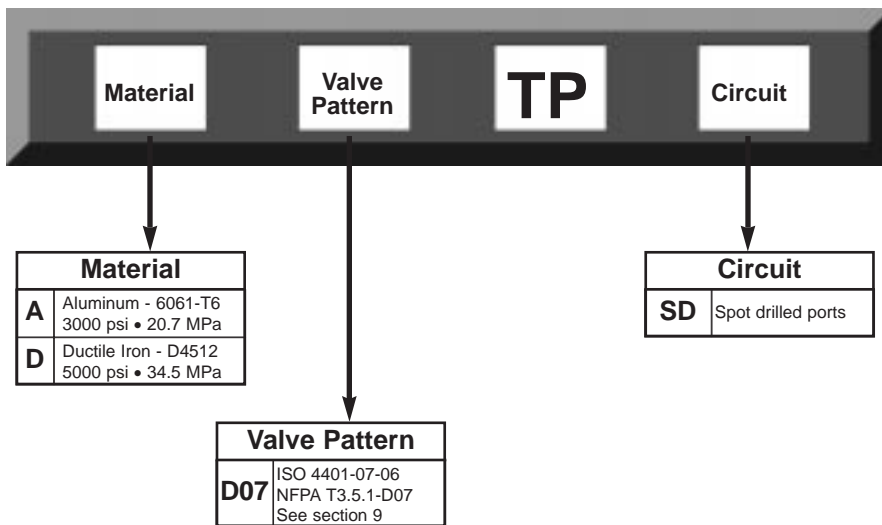 Material
Valve
Pattern
TP
Circuit
Material
A
Aluminum - 6061-T6
3000 psi • 20.7 MPa
D
Ductile Iron - D4512
5000 psi • 34.5 MPa
Circuit
SD
Spot drilled ports
Valve Pattern
D07
ISO 4401-07-06
NFPA T3.5.1-D07
See section 9